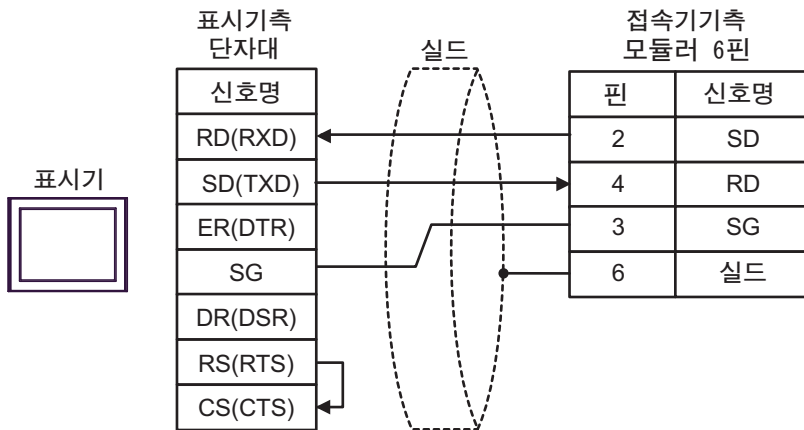 표시기측
단자대
실드
접속기기측
모듈러 6핀
신호명
핀 신호명
RD(RXD)
2 SD
표시기
SD(TXD)
4 RD
ER(DTR)
3 SG
SG
6 실드
DR(DSR)
RS(RTS)
CS(CTS)